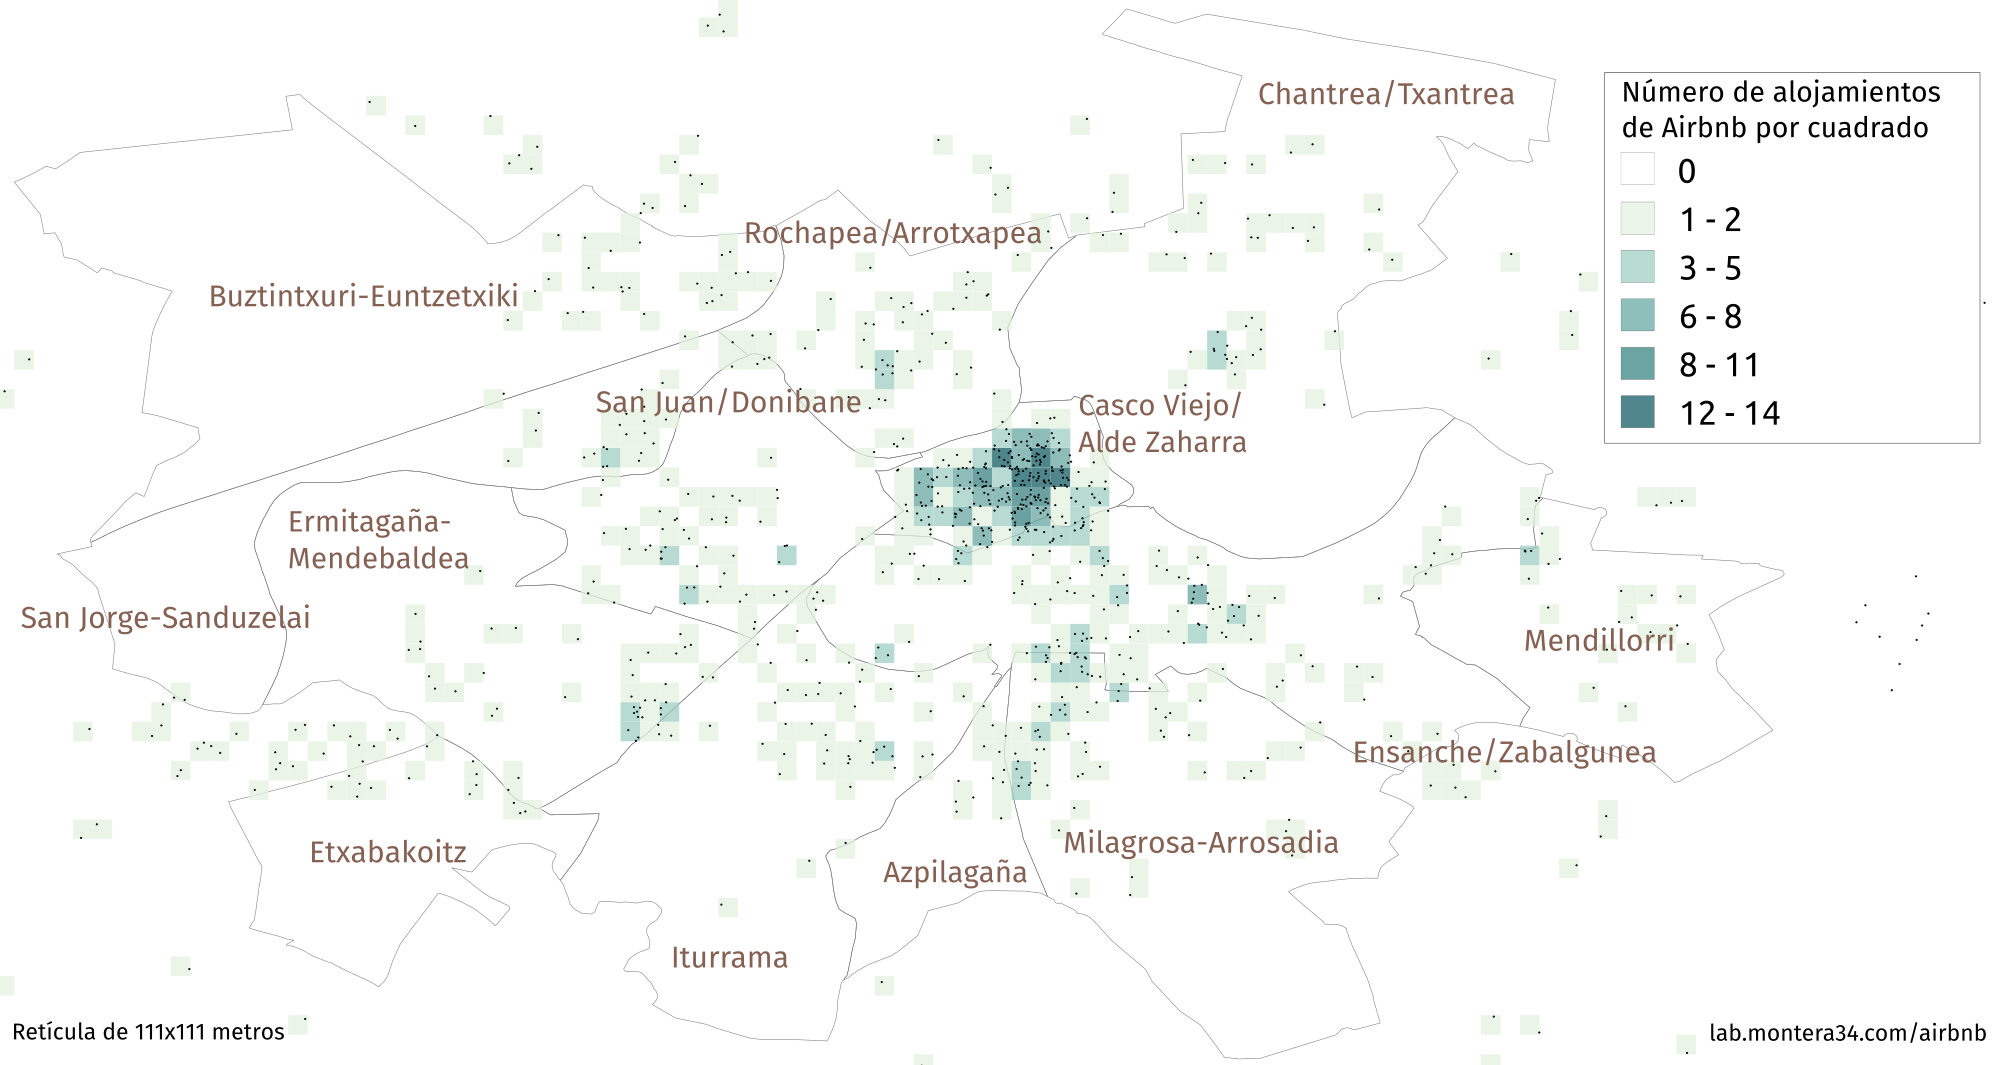 Chantrea/Txantrea
Número de alojamientos
de Airbnb por cuadrado
0
1 - 2
3 - 5
6 - 8
8 - 11
12 - 14
Rochapea/Arrotxapea
Buztintxuri-Euntzetxiki
San Juan/Donibane
Casco Viejo/
Alde Zaharra
Ermitagaña-
Mendebaldea
San Jorge-Sanduzelai
Mendillorri
Ensanche/Zabalgunea
Etxabakoitz
Milagrosa-Arrosadia
Azpilagaña
Iturrama
Retícula de 111x111 metros
lab.montera34.com/airbnb